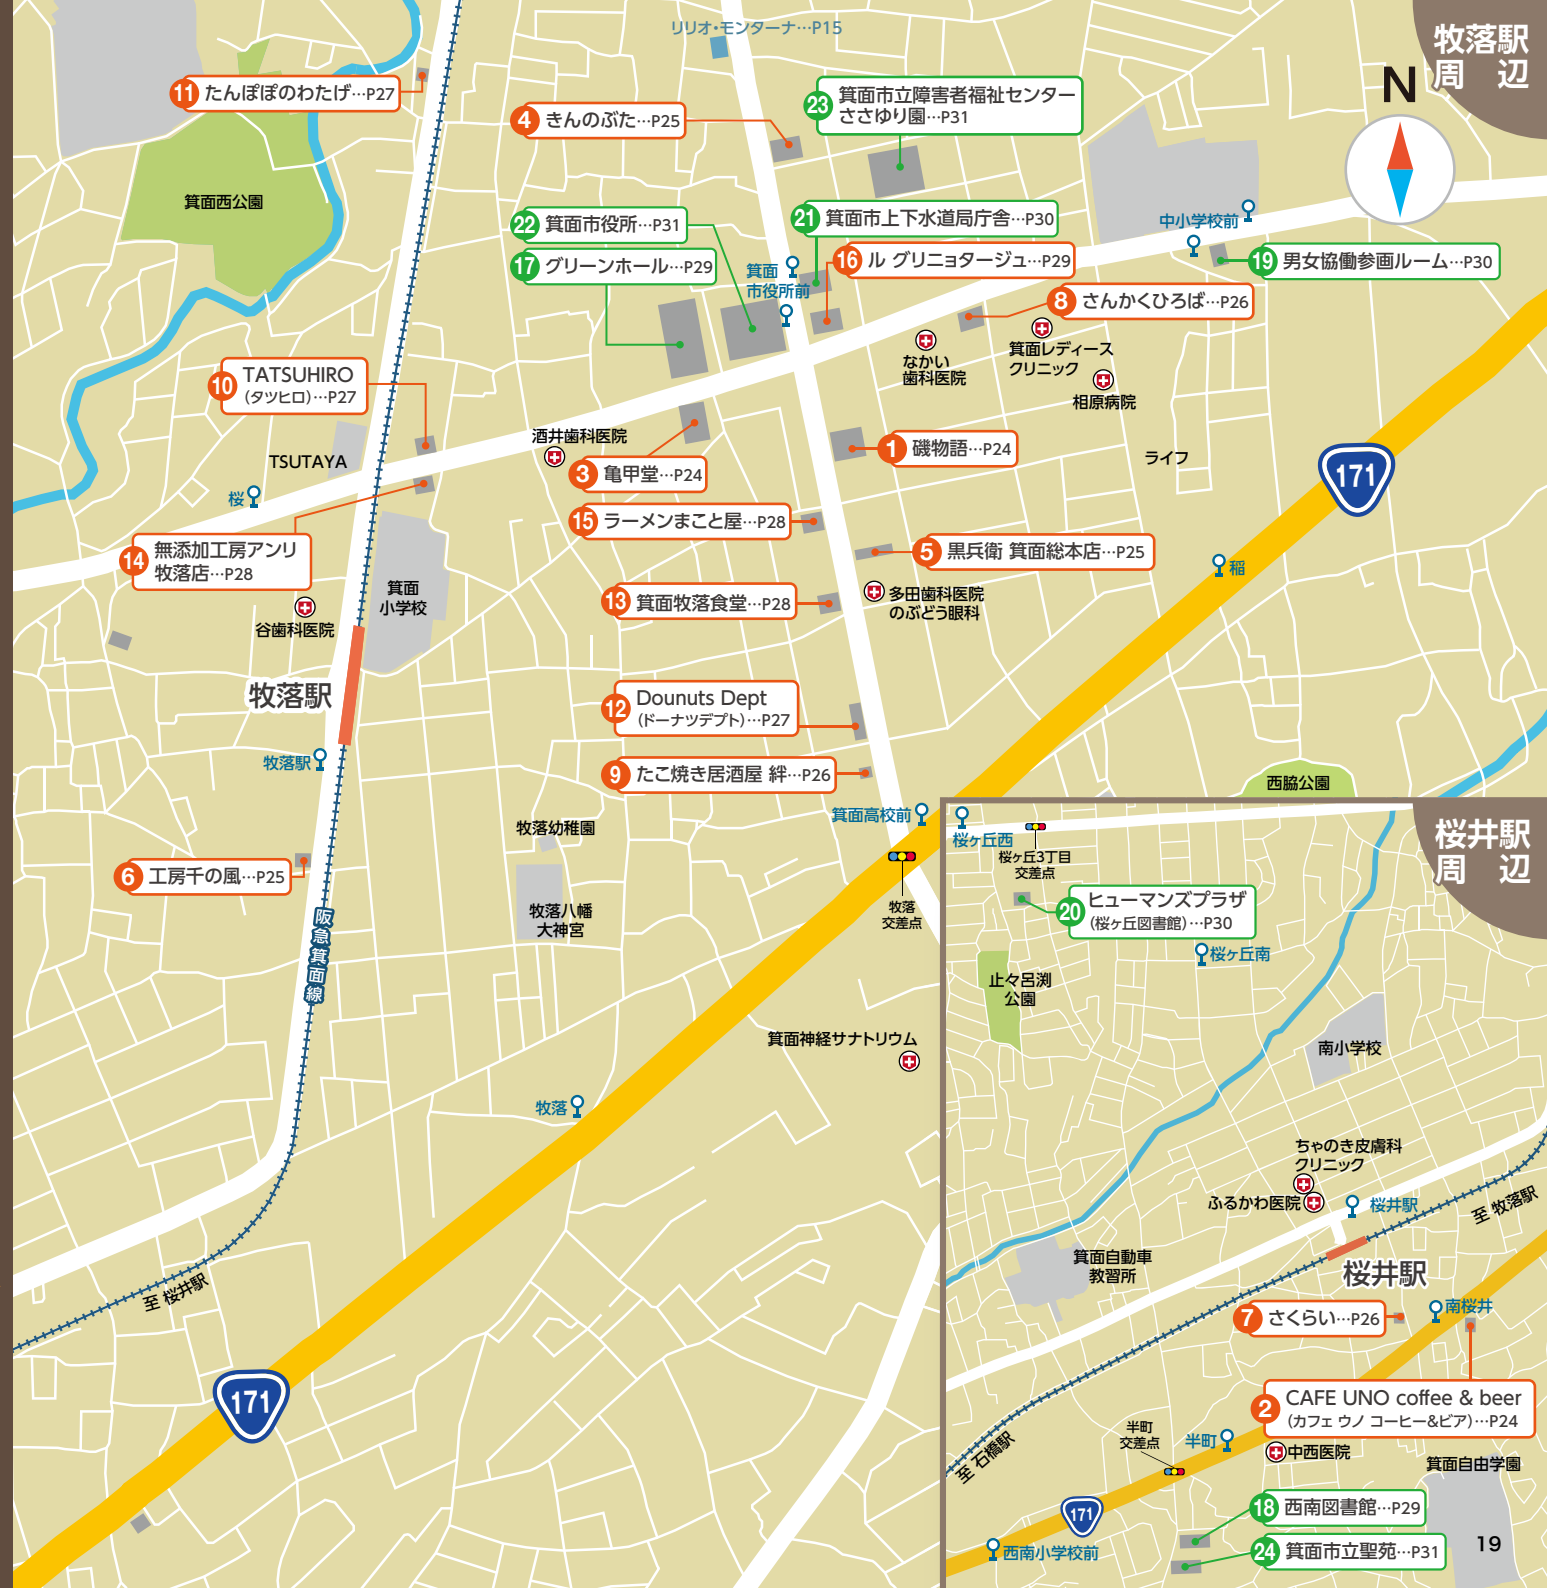 リリオ・モンターナ…P15
牧落駅
周 辺
N
11 たんぽぽのわたげ…P27
4 きんのぶた…P25
23 箕面市立障害者福祉センター
ささゆり園…P31
箕面西公園
22 箕面市役所…P31
21 箕面市上下水道局庁舎…P30
中小学校前
17 グリーンホール…P29
箕面
市役所前
16 ル グリニョタージュ…P29
19 男女協働参画ルーム…P30
8 さんかくひろば…P26
なかい
歯科医院
箕面レディース
クリニック
相原病院
10 TATSUHIRO
(タツヒロ)…P27
TSUTAYA
酒井歯科医院
3 亀甲堂…P24
1 磯物語…P24
ライフ
171
桜
15 ラーメンまこと屋…P28
14 無添加工房アンリ
牧落店…P28
5 黒兵衛 箕面総本店…P25
稲
箕面
小学校
13 箕面牧落食堂…P28
多田歯科医院
のぶどう眼科
谷歯科医院
牧落駅
12 Dounuts Dept
(ドーナツデプト)…P27
牧落駅
9 たこ焼き居酒屋 絆…P26
西脇公園
箕面高校前
牧落幼稚園
6 工房千の風…P25
牧落八幡
大神宮
牧落
交差点
阪急箕面線
箕面神経サナトリウム
牧落
至 桜井駅
171
桜井駅
周 辺
桜ヶ丘西
桜ヶ丘3丁目
交差点
20 ヒューマンズプラザ
(桜ヶ丘図書館)…P30
桜ヶ丘南
止々呂渕
公園
南小学校
ちゃのき皮膚科
クリニック
ふるかわ医院
桜井駅
至 牧落駅
箕面自動車
教習所
桜井駅
7 さくらい…P26
南桜井
2 CAFE UNO coffee & beer
(カフェ ウノ コーヒー&ビア)…P24
半町
交差点
半町
中西医院
至 石橋駅
箕面自由学園
18 西南図書館…P29
171
西南小学校前
24 箕面市立聖苑…P31
19